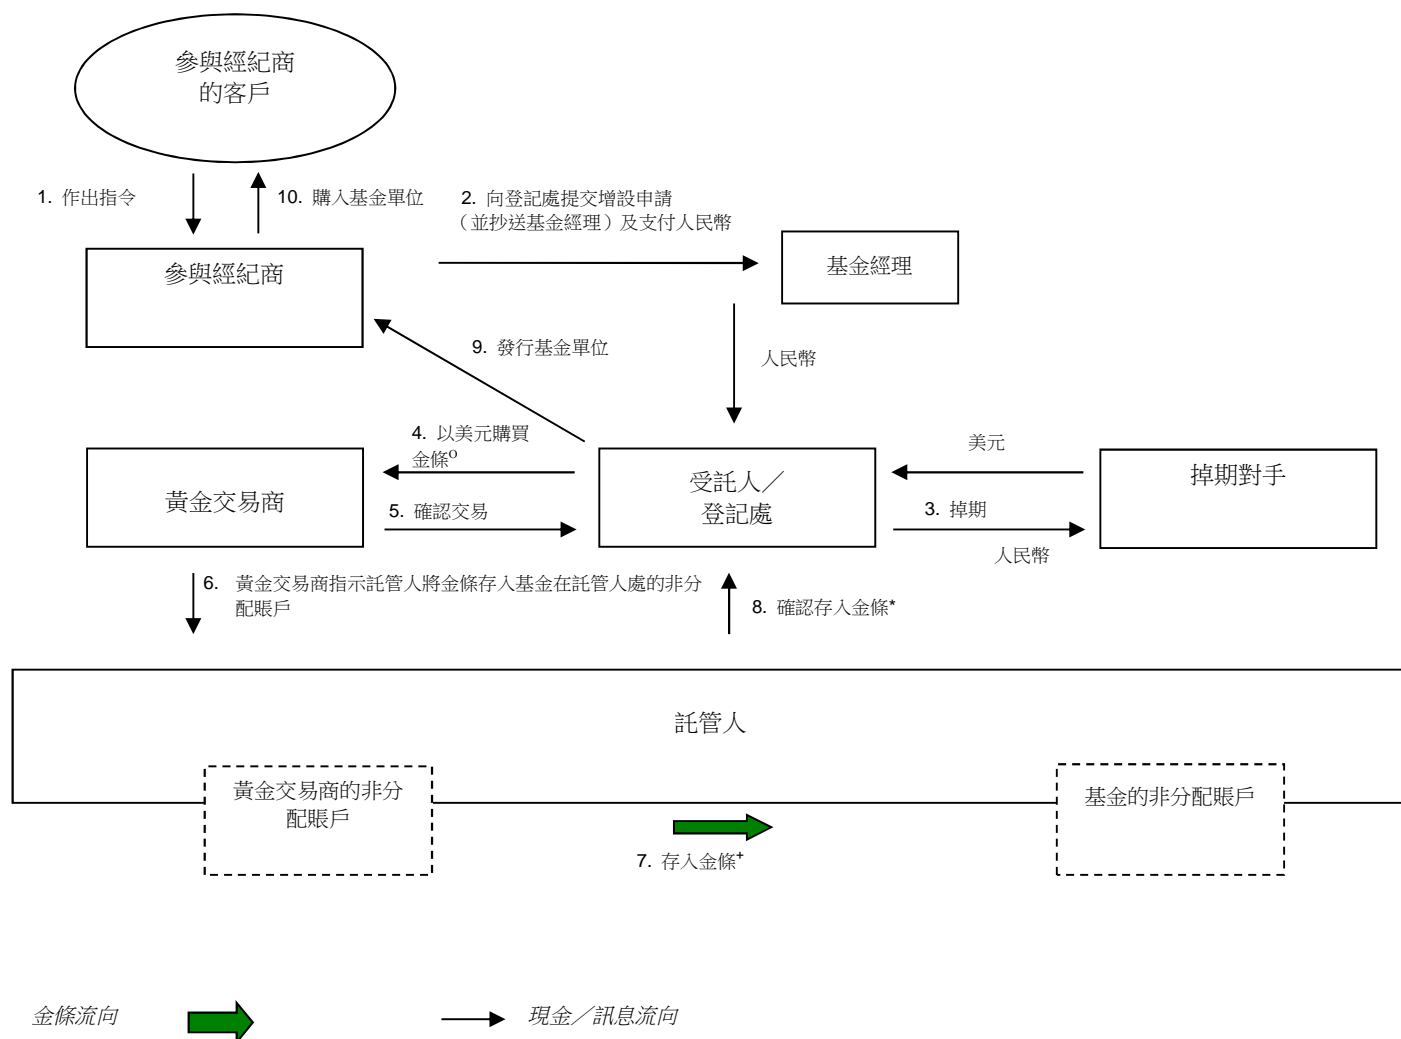 參與經紀商
的客戶
1. 作出指令
10. 購入基金單位
2. 向登記處提交增設申請
（並抄送基金經理）及支付人民幣
參與經紀商
基金經理
9. 發行基金單位
人民幣
4. 以美元購買
金條⁰
美元
黃金交易商
受託人／
登記處
掉期對手
5. 確認交易
3. 掉期
人民幣
6. 黃金交易商指示託管人將金條存入基金在託管人處的非分
配賬戶
8. 確認存入金條*
託管人
黃金交易商的非分
配賬戶
基金的非分配賬戶
7. 存入金條⁺
金條流向
現金／訊息流向